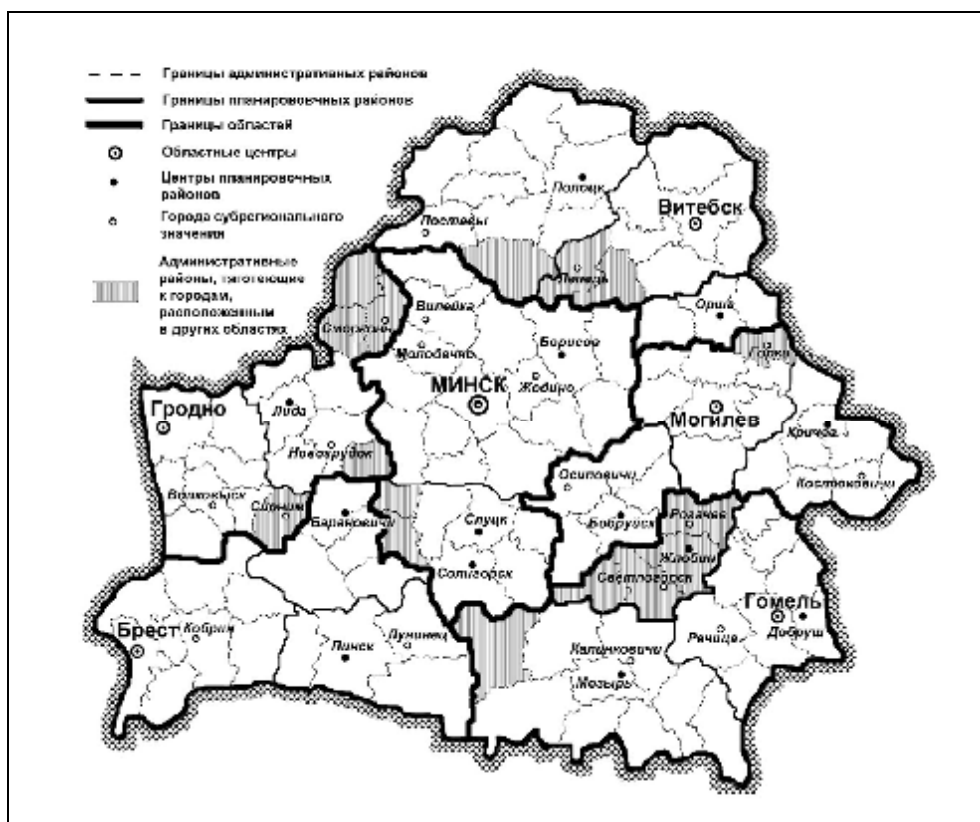 Границы административных районов
Границы планировочных районов
Границы областей
Областные центры
Центры планировочных
районов
Города субрегионального
значения
Административные
районы, тяготеющие
к городам,
расположенным
в других областях
Полоцк
Витебск
Поставы
Лепель
Орша
Вилейка
Сморгонь
Молодечно
Борисов
Горки
МИНСК
Жодино
Гродно
Лида
Могилев
Кричев
Новогрудок
Осиповичи
Костюковичи
Волковыск
Слоним
Барановичи
Слуцк
Бобруйск
Рогачев
Жлобин
Солигорск
Светлогорск
Гомель
Брест
Кобрин
Лунинец
Пинск
Речица
Добруш
Калинковичи
Мозырь